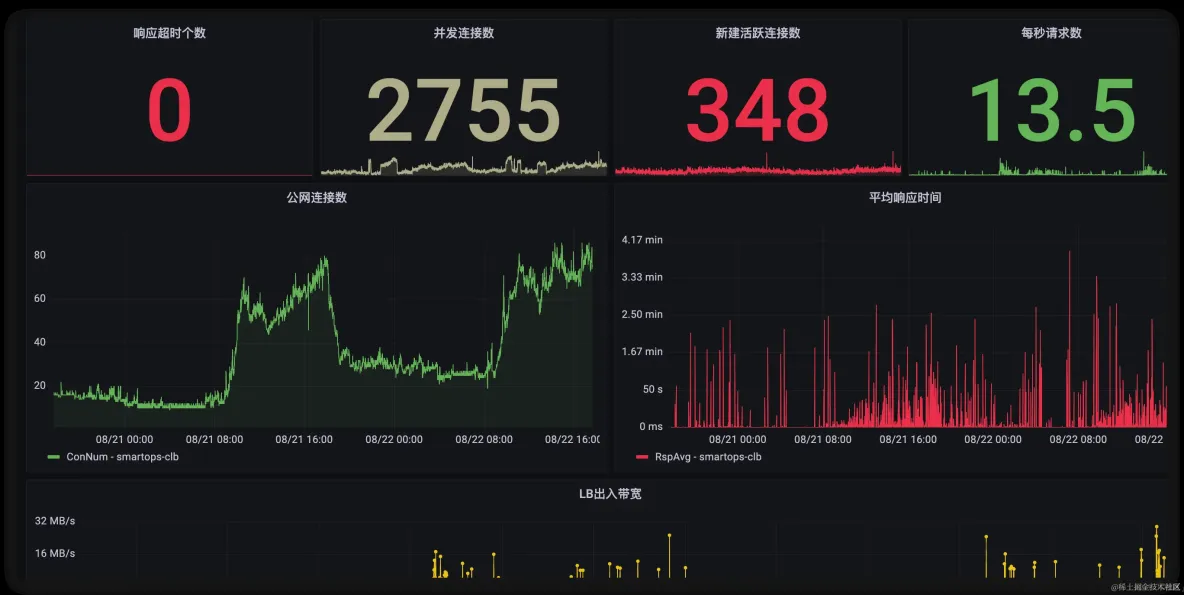 响应超时个数
并发连接数
新建活跃连接数
每秒请求数
0
2755
348
13.5
公网连接数
80
60
40
20
08/21 00:00
08/21 08:00
08/21 16:00
08/22 00:00
08/22 08:00
08/22 16:00
ConNum - smartops-clb
平均响应时间
4.17 min
3.33 min
2.50 min
1.67 min
50 s
0 ms
08/21 00:00
08/21 08:00
08/21 16:00
08/22 00:00
08/22 08:00
08/22
RspAvg - smartops-clb
LB出入带宽
32 MB/s
16 MB/s
@稀土掘金技术社区